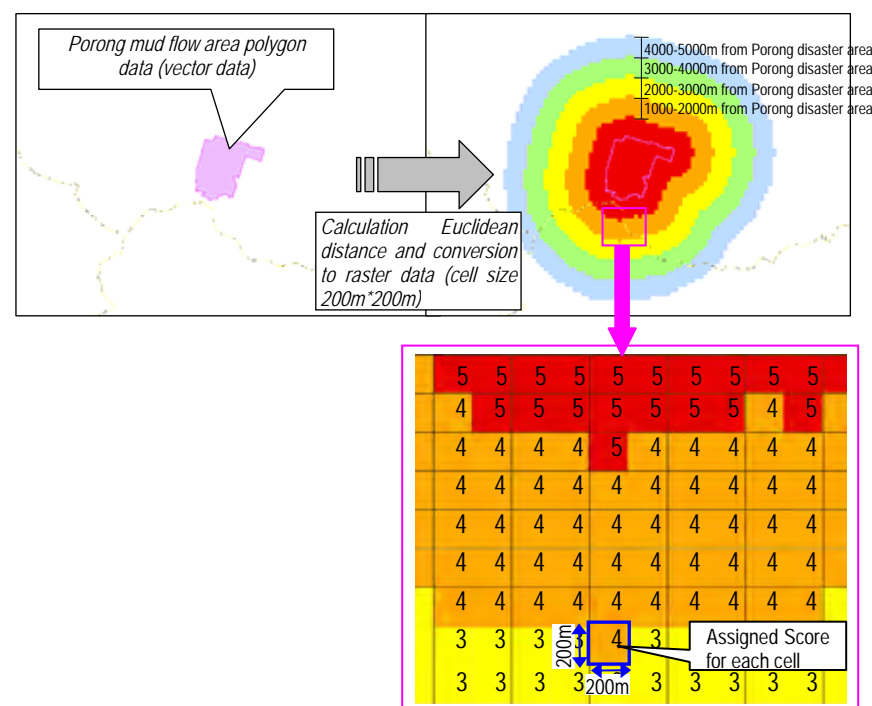 Porong mud flow area polygon
data (vector data)
4000-5000m from Porong disaster area
3000-4000m from Porong disaster area
2000-3000m from Porong disaster area
1000-2000m from Porong disaster area
Calculation Euclidean
distance and conversion
to raster data (cell size
200m*200m)
5 5 5 5 5 5 5 5 5 5
4 5 5 5 5 5 5 5 4 5
4 4 4 4 5 4 4 4 4 4
4 4 4 4 4 4 4 4 4 4
4 4 4 4 4 4 4 4 4 4
4 4 4 4 4 4 4 4 4 4
4 4 4 4 4 4 4 4 4 4
3 3 3 3 4 3
Assigned Score
for each cell
200m
3 3 3 3 3 3 3 3 3
200m